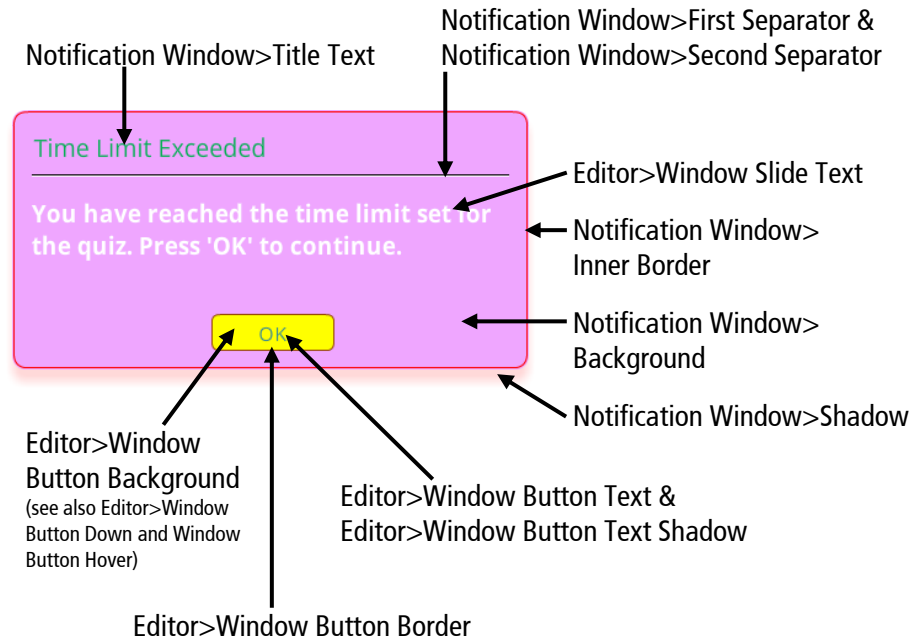 Notification Window>First Separator &
Notification Window>Second Separator
Notification Window>Title Text
Time Limit Exceeded
You have reached the time limit set for
the quiz. Press 'OK' to continue.
OK
Editor>Window Slide Text
Notification Window>
Inner Border
Notification Window>
Background
Notification Window>Shadow
Editor>Window
Button Background
(see also Editor>Window
Button Down and Window
Button Hover)
Editor>Window Button Text &
Editor>Window Button Text Shadow
Editor>Window Button Border